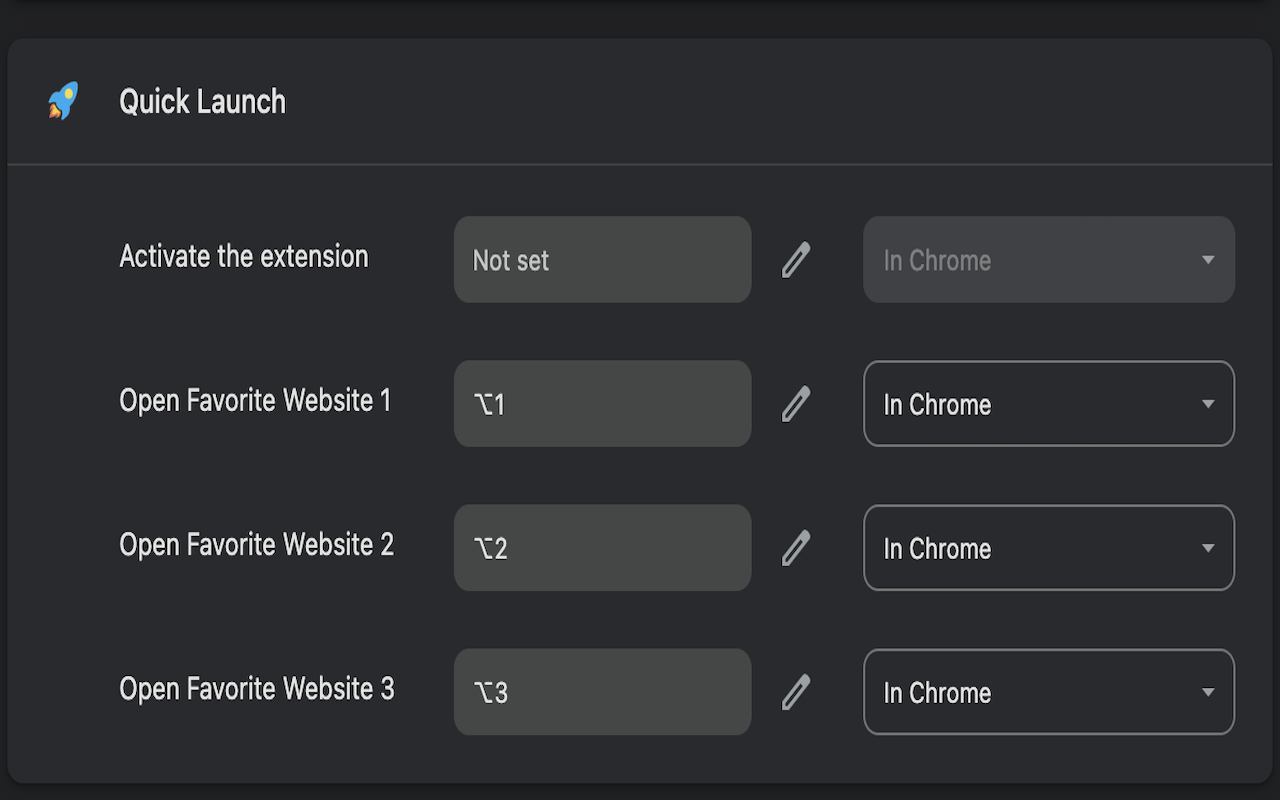 Quick Launch
Activate the extension Not set In Chrome
Open Favorite Website 1 ⌥1 In Chrome
Open Favorite Website 2 ⌥2 In Chrome
Open Favorite Website 3 ⌥3 In Chrome